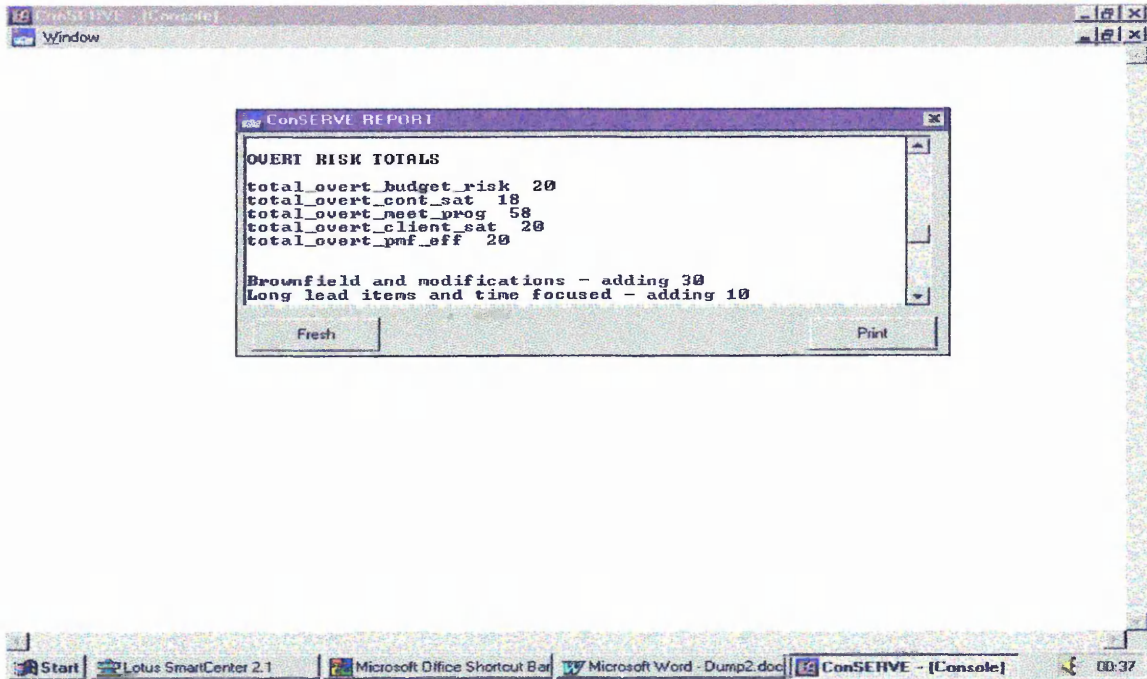 ConSERVE - [Console]
Window
ConSERVE REPORT
OVERT RISK TOTALS
total_overt_budget_risk 20
total_overt_cont_sat 18
total_overt_meet_prog 58
total_overt_client_sat 20
total_overt_pmf_eff 20
Brownfield and modifications - adding 30
Long lead items and time focused - adding 10
Fresh
Print
Start
Lotus SmartCenter 2.1
Microsoft Office Shortcut Bar
Microsoft Word - Dump2.doc
ConSERVE - [Console]
00:37